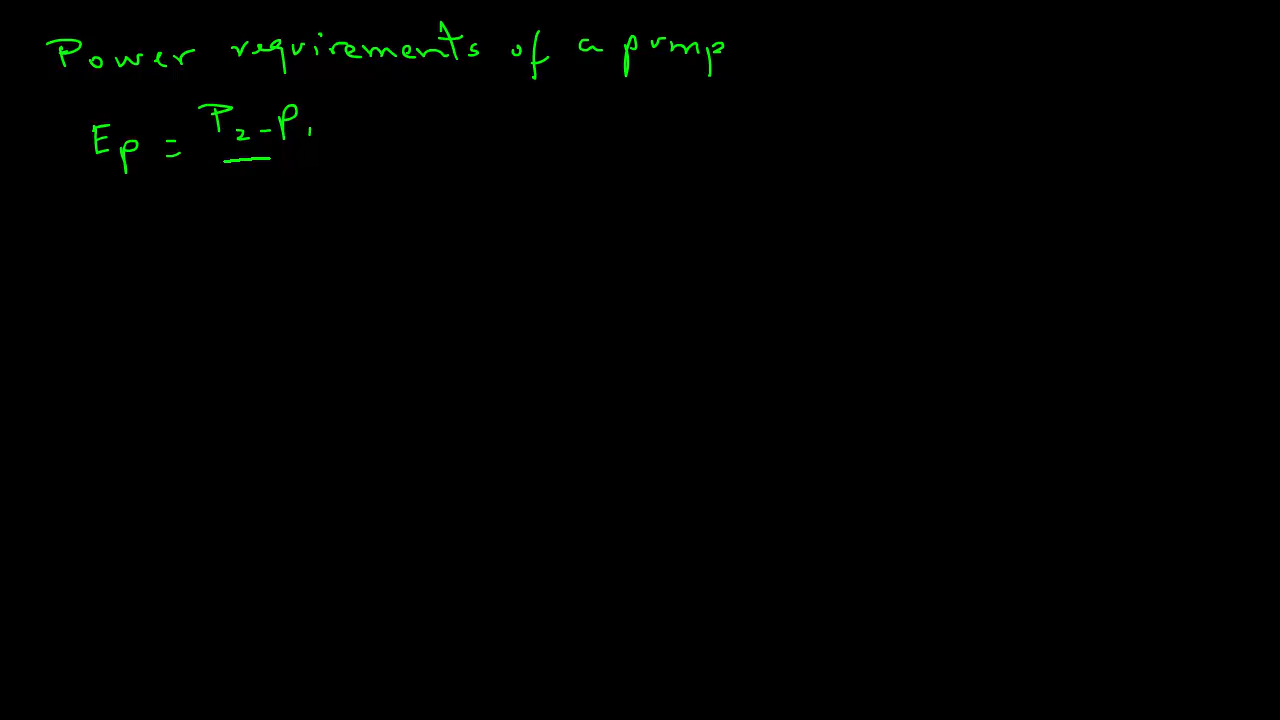 Power requirements of a pump
Ep = P2 - P1